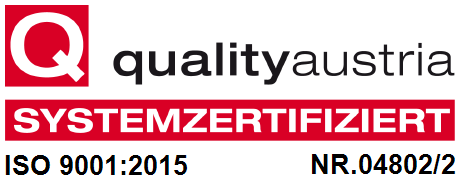 Q qualityaustria
SYSTEMZERTIFIZIERT
ISO 9001:2015 NR.04802/2